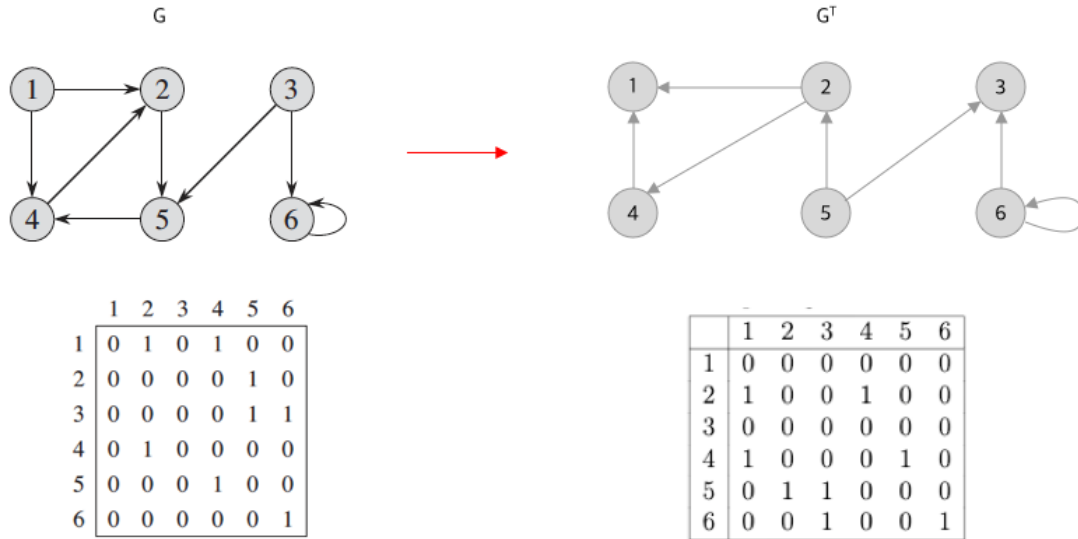 G
Gᵀ
1 2 3
4 5 6
1 2 3
4 5 6
1 2 3 4 5 6
1 0 1 0 1 0 0
2 0 0 0 0 1 0
3 0 0 0 0 1 1
4 0 1 0 0 0 0
5 0 0 0 1 0 0
6 0 0 0 0 0 1
1 2 3 4 5 6
1 0 0 0 0 0 0
2 1 0 0 1 0 0
3 0 0 0 0 0 0
4 1 0 0 0 1 0
5 0 1 1 0 0 0
6 0 0 1 0 0 1